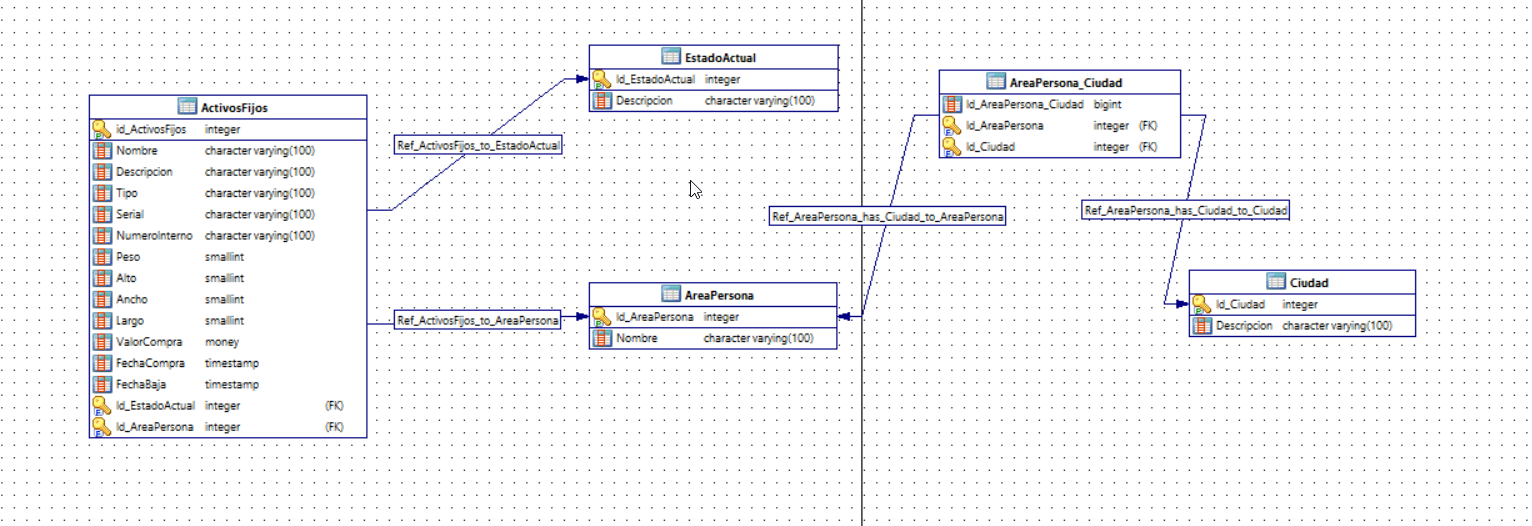 ActivosFijos
id_ActivosFijos integer
Nombre character varying(100)
Descripcion character varying(100)
Tipo character varying(100)
Serial character varying(100)
NumeroInterno character varying(100)
Peso smallint
Alto smallint
Ancho smallint
Largo smallint
ValorCompra money
FechaCompra timestamp
FechaBaja timestamp
Id_EstadoActual integer (FK)
Id_AreaPersona integer (FK)
Ref_ActivosFijos_to_EstadoActual
Ref_ActivosFijos_to_AreaPersona
EstadoActual
Id_EstadoActual integer
Descripcion character varying(100)
AreaPersona
Id_AreaPersona integer
Nombre character varying(100)
Ref_AreaPersona_has_Ciudad_to_AreaPersona
AreaPersona_Ciudad
Id_AreaPersona_Ciudad bigint
Id_AreaPersona integer (FK)
Id_Ciudad integer (FK)
Ref_AreaPersona_has_Ciudad_to_Ciudad
Ciudad
Id_Ciudad integer
Descripcion character varying(100)